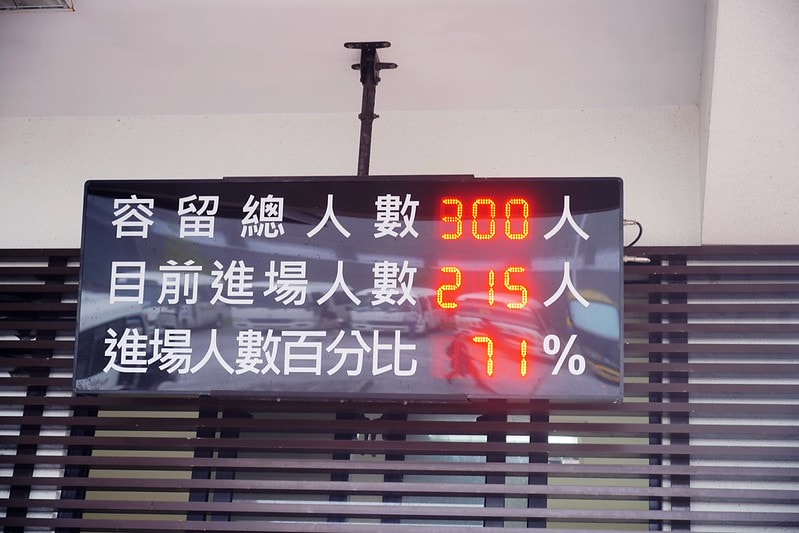 容留總人數 300 人
目前進場人數 215 人
進場人數百分比 71 %